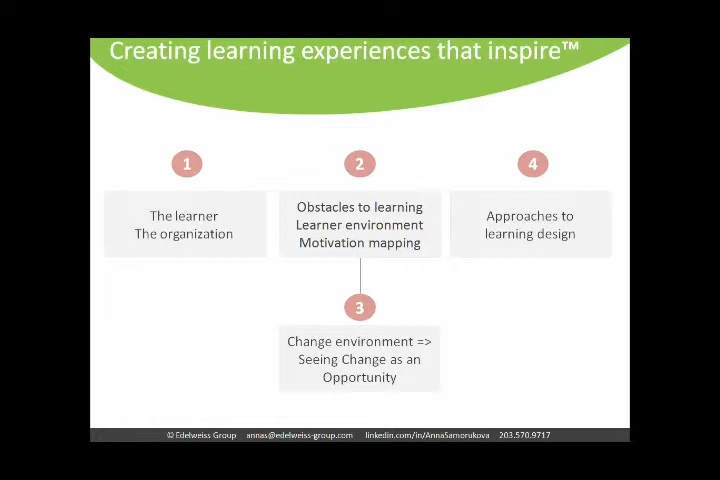 Creating learning experiences that inspire™
1
2
4
The learner
The organization
Obstacles to learning
Learner environment
Motivation mapping
Approaches to
learning design
3
Change environment =>
Seeing Change as an
Opportunity
© Edelweiss Group annas@edelweiss-group.com linkedin.com/in/AnnaSamorukova 203.570.9717